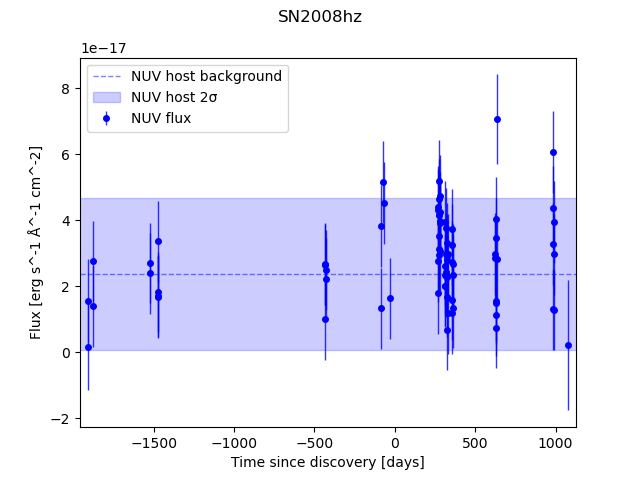 SN2008hz
1e−17
NUV host background
NUV host 2σ
NUV flux
8
6
4
2
0
−2
Flux [erg s^-1 Å^-1 cm^-2]
−1500
−1000
−500
0
500
1000
Time since discovery [days]